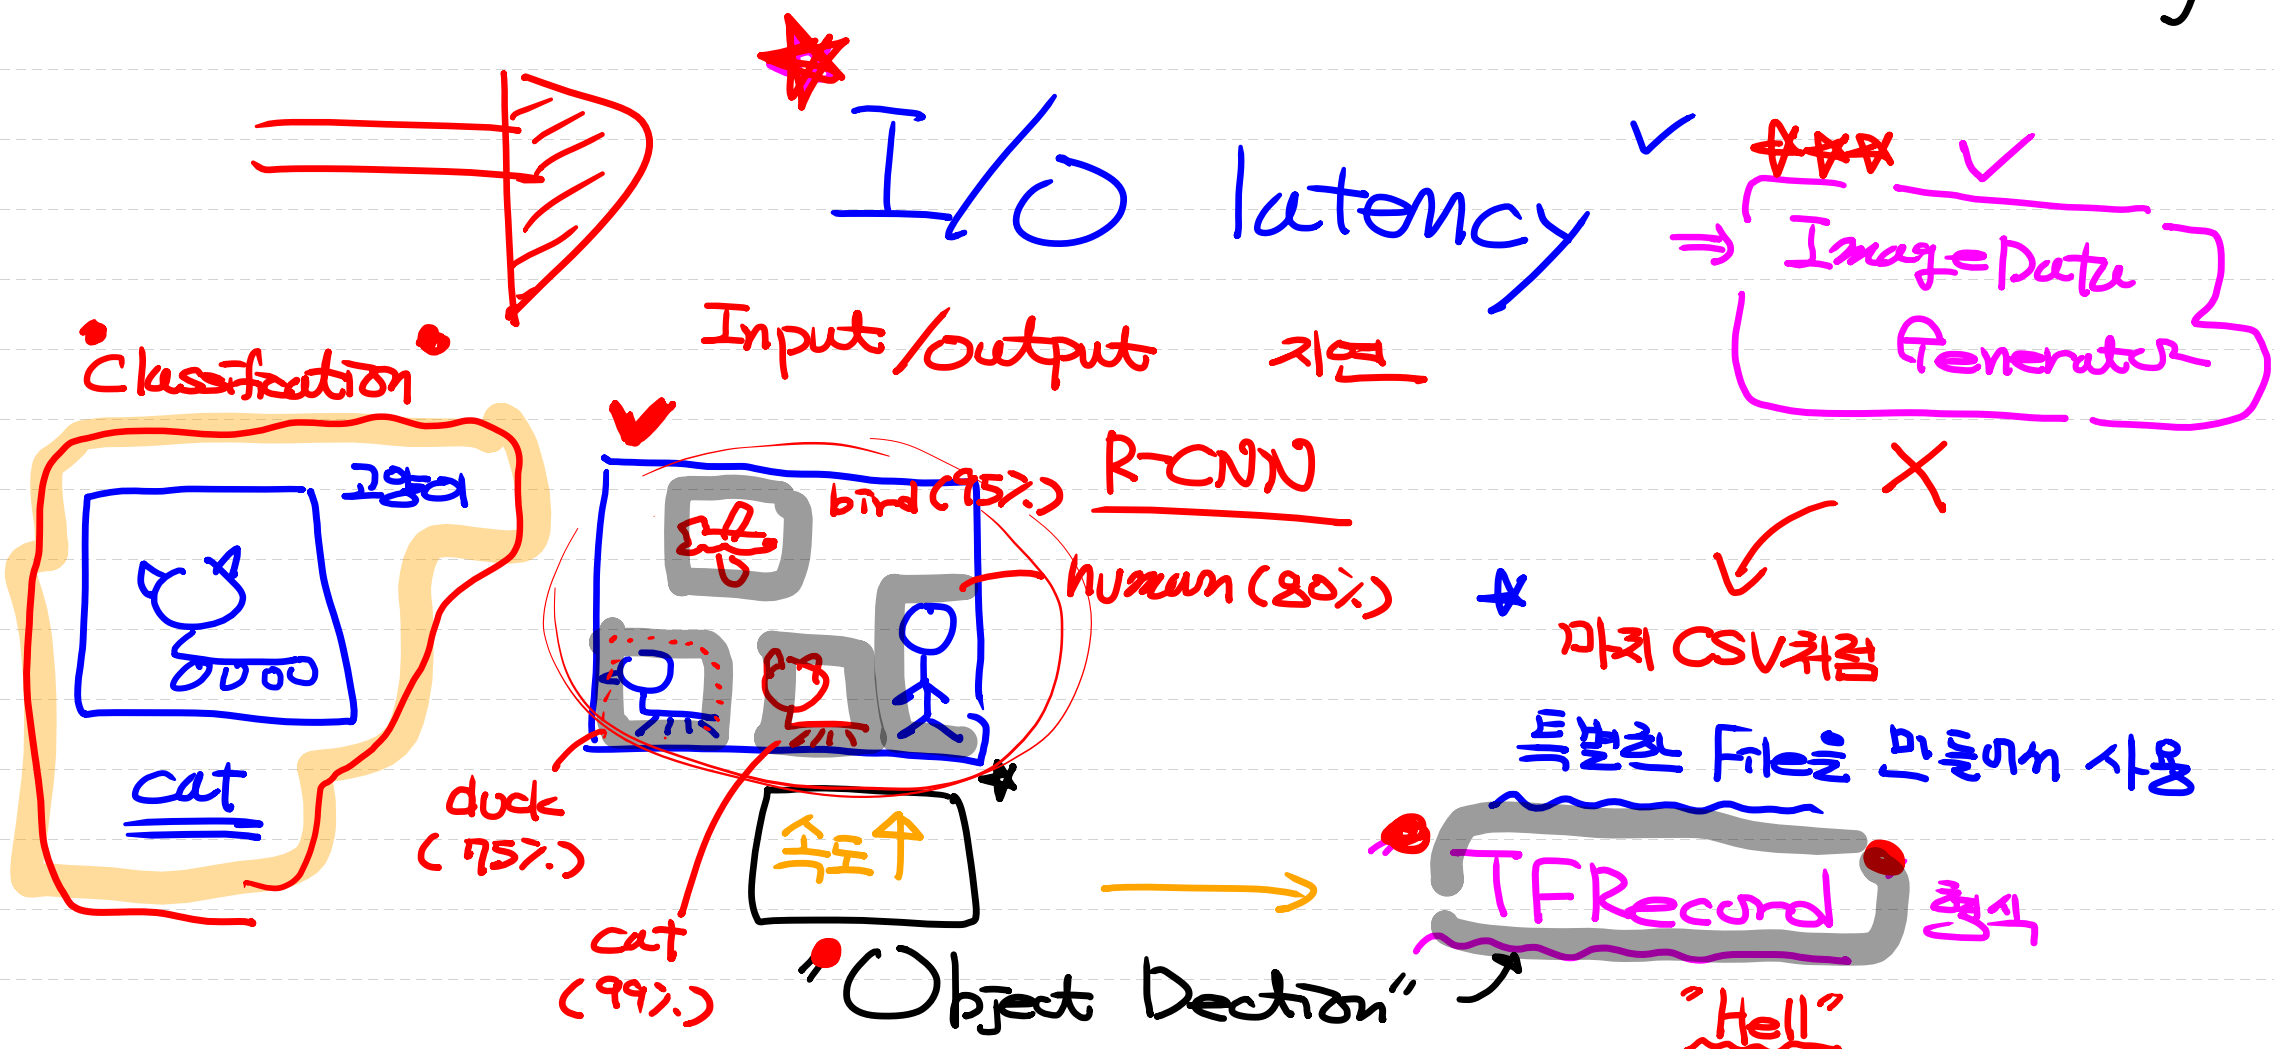 I/O latency
⇒ ImageData
Generator
Input/output 지연
"Classification"
고양이
cat
R-CNN
bird (95%)
human (80%)
duck
(75%)
cat
(99%)
마치 CSV처럼
특별한 File을 만들어서 사용
속도↑
TFRecord 형식
"Object Dection"
"Hell"